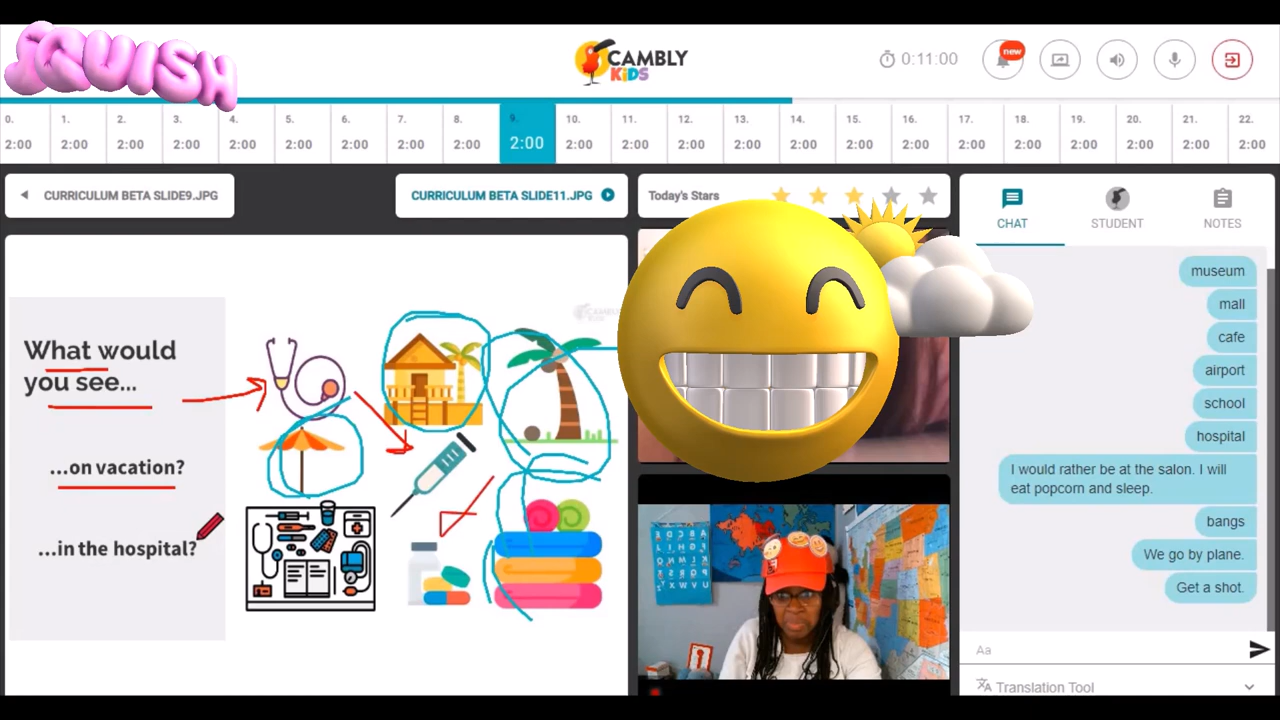 SQUISH
CAMBLY
KIDS
0:11:00
new
0. 1. 2. 3. 4. 5. 6. 7. 8. 9. 10. 11. 12. 13. 14. 15. 16. 17. 18. 19. 20. 21. 22.
2:00 2:00 2:00 2:00 2:00 2:00 2:00 2:00 2:00 2:00 2:00 2:00 2:00 2:00 2:00 2:00 2:00 2:00 2:00 2:00 2:00 2:00 2:00
CURRICULUM BETA SLIDE9.JPG
CURRICULUM BETA SLIDE11.JPG
Today's Stars
CHAT
STUDENT
NOTES
CAMBLY
KIDS
What would
you see...
...on vacation?
...in the hospital?
museum
mall
cafe
airport
school
hospital
I would rather be at the salon. I will
eat popcorn and sleep.
bangs
We go by plane.
Get a shot.
Aa
Translation Tool